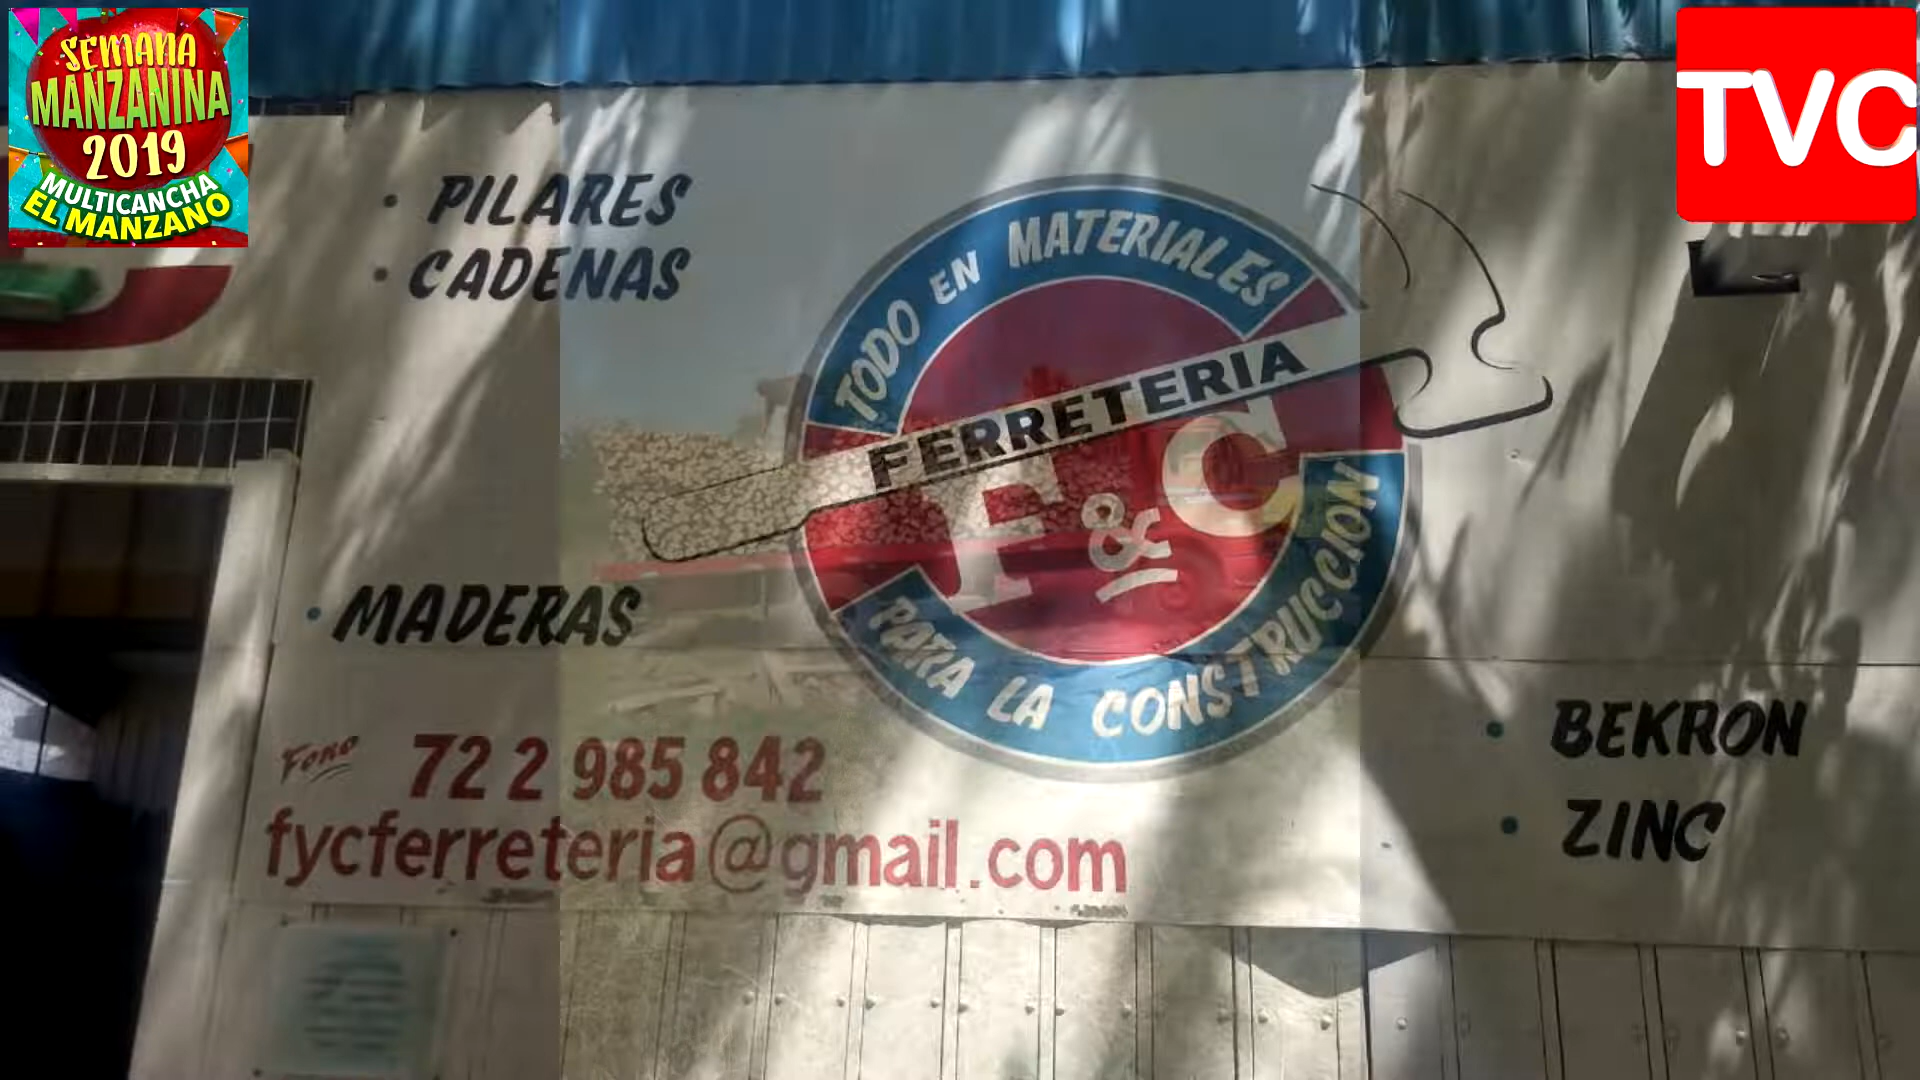 SEMANA
MANZANINA
2019
MULTICANCHA
EL MANZANO
TVC
• PILARES
• CADENAS
TODO EN MATERIALES
FERRETERIA
F & C
PARA LA CONSTRUCCION
• MADERAS
Fono 72 2 985 842
fycferreteria@gmail.com
• BEKRON
• ZINC